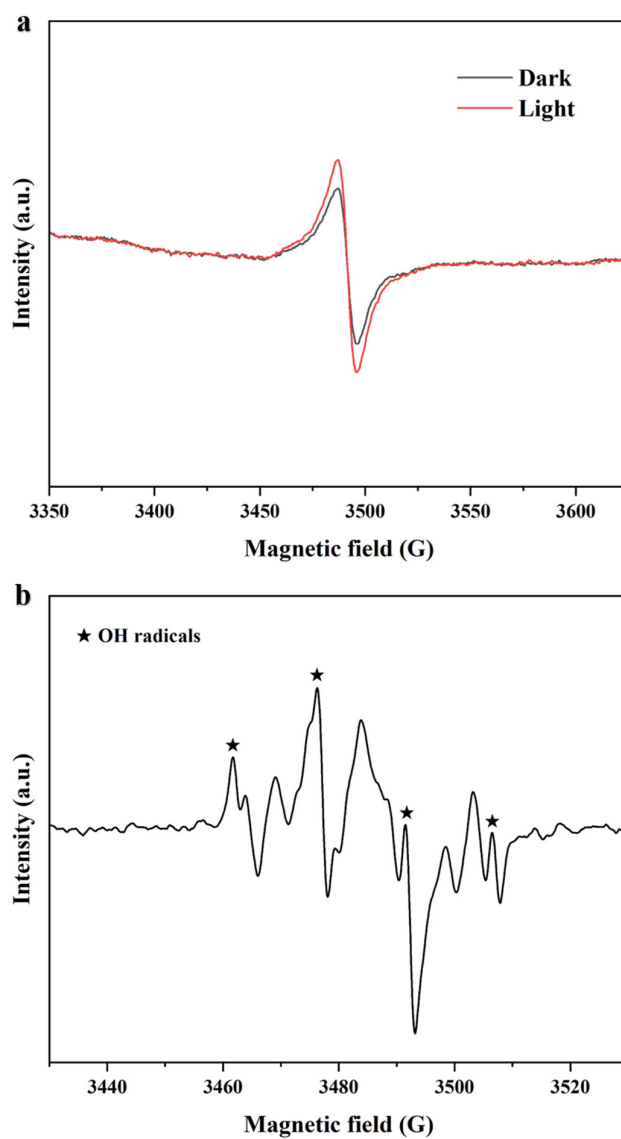 a
Dark
Light
Intensity (a.u.)
3350 3400 3450 3500 3550 3600
Magnetic field (G)
b
★ OH radicals
Intensity (a.u.)
3440 3460 3480 3500 3520
Magnetic field (G)